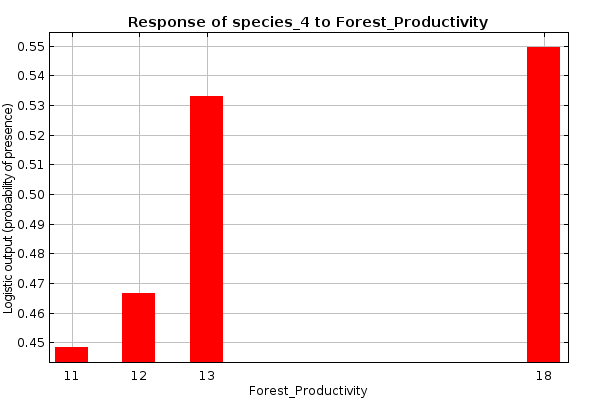 Response of species_4 to Forest_Productivity
Logistic output (probability of presence)
0.55
0.54
0.53
0.52
0.51
0.50
0.49
0.48
0.47
0.46
0.45
11 12 13 18
Forest_Productivity